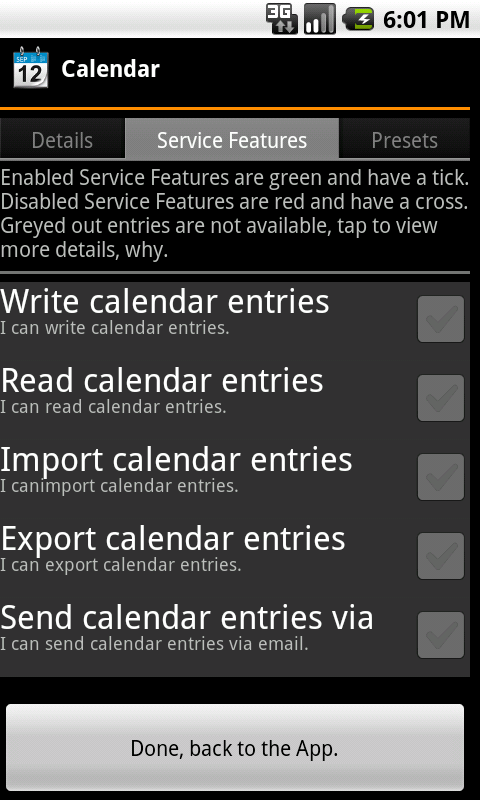 3G 6:01 PM
SEP
12 Calendar
Details Service Features Presets
Enabled Service Features are green and have a tick.
Disabled Service Features are red and have a cross.
Greyed out entries are not available, tap to view
more details, why.
Write calendar entries
I can write calendar entries.
Read calendar entries
I can read calendar entries.
Import calendar entries
I canimport calendar entries.
Export calendar entries
I can export calendar entries.
Send calendar entries via
I can send calendar entries via email.
Done, back to the App.